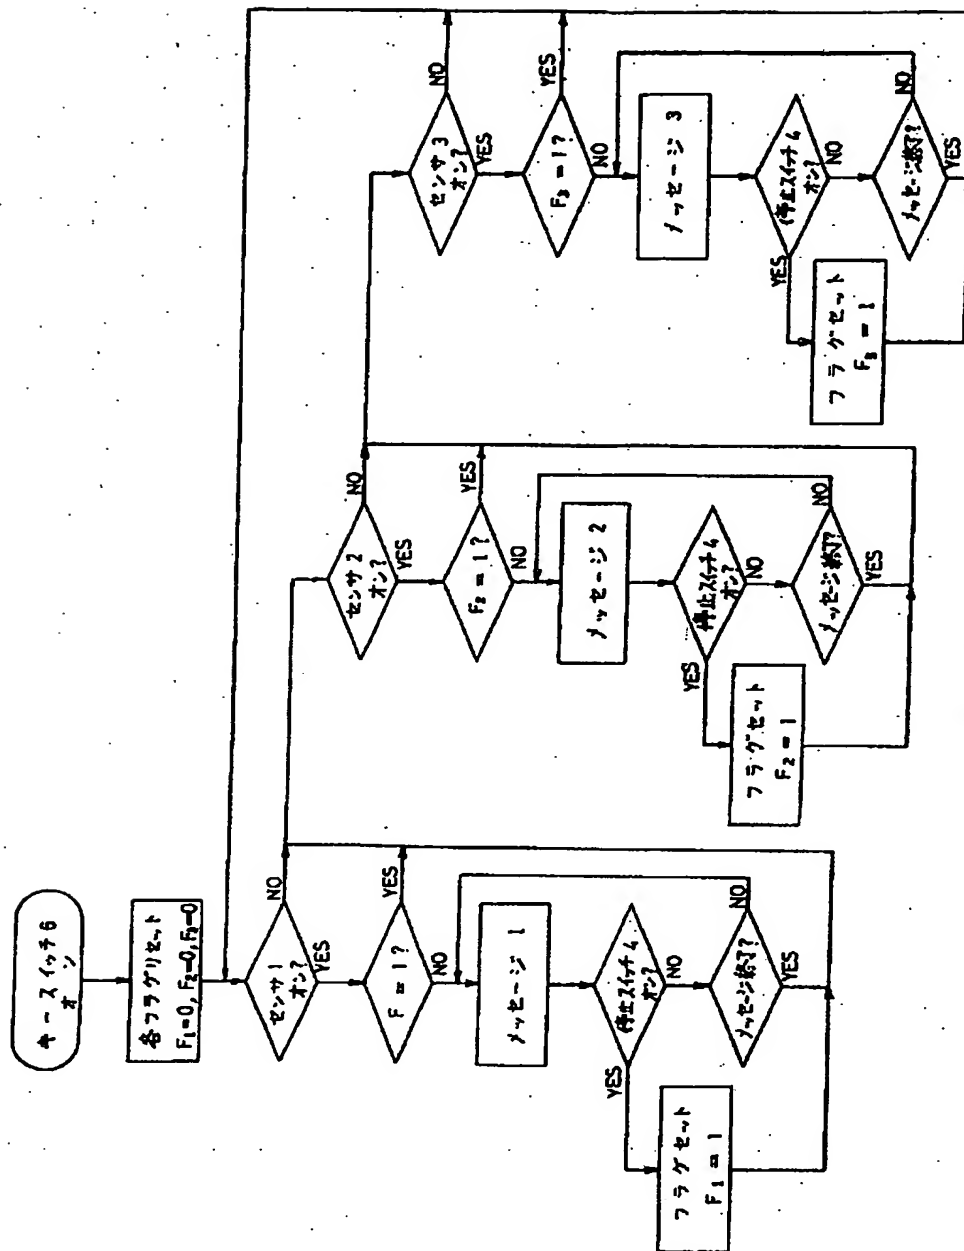 キースイッチ6
オン
各フラグリセット
F₁=0, F₂=0, F₃=0
センサ1
オン?
NO
YES
F = 1 ?
YES
NO
メッセージ 1
停止スイッチ4
オン?
YES
NO
フラグセット
F₁ = 1
メッセージ終了?
NO
YES
センサ2
オン?
NO
YES
F₂ = 1 ?
YES
NO
メッセージ 2
停止スイッチ4
オン?
YES
NO
フラグセット
F₂ = 1
メッセージ終了?
NO
YES
センサ3
オン?
NO
YES
F₃ = 1 ?
YES
NO
メッセージ 3
停止スイッチ4
オン?
YES
NO
フラグセット
F₃ = 1
メッセージ終了?
NO
YES